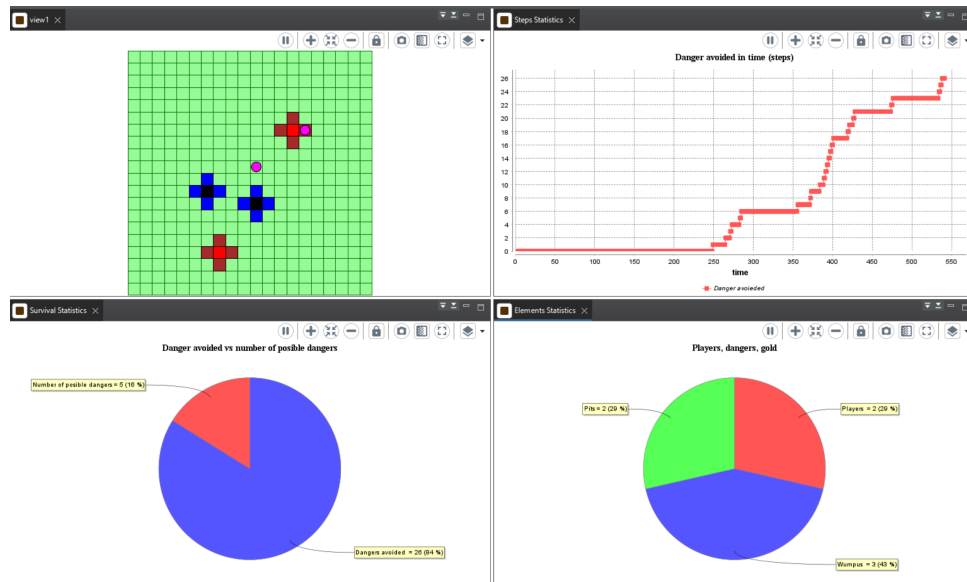 view1
Steps Statistics
Danger avoided in time (steps)
26
24
22
20
18
16
14
12
10
8
6
4
2
0
0 50 100 150 200 250 300 350 400 450 500 550
time
Danger avoieded
Survival Statistics
Danger avoided vs number of posible dangers
Number of posible dangers = 5 (16 %)
Dangers avoided = 26 (84 %)
Elements Statistics
Players, dangers, gold
Pits = 2 (29 %)
Players = 2 (29 %)
Wumpus = 3 (43 %)